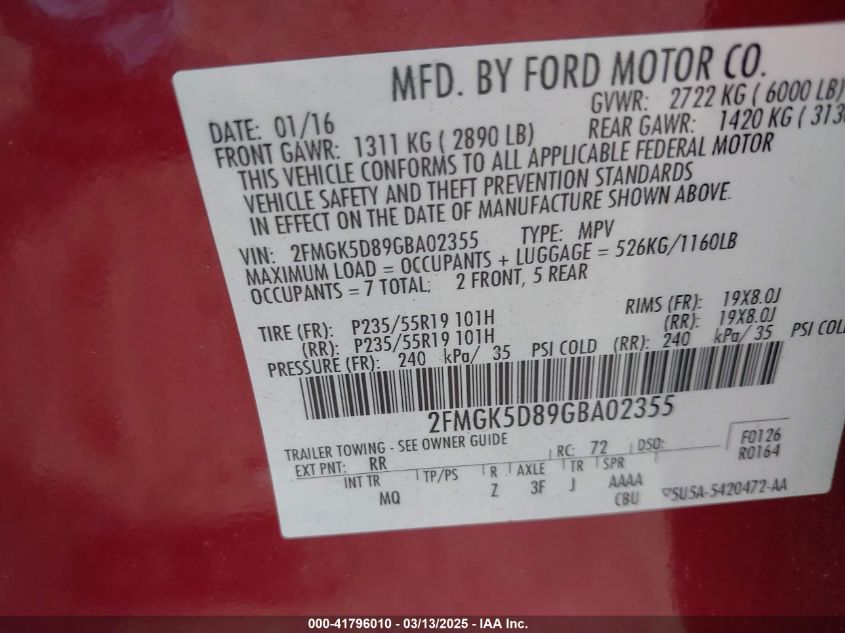 MFD. BY FORD MOTOR CO.
DATE: 01/16 GVWR: 2722 KG ( 6000 LB)
FRONT GAWR: 1311 KG ( 2890 LB) REAR GAWR: 1420 KG ( 313
THIS VEHICLE CONFORMS TO ALL APPLICABLE FEDERAL MOTOR
VEHICLE SAFETY AND THEFT PREVENTION STANDARDS
IN EFFECT ON THE DATE OF MANUFACTURE SHOWN ABOVE.
VIN: 2FMGK5D89GBA02355 TYPE: MPV
MAXIMUM LOAD = OCCUPANTS + LUGGAGE = 526KG/1160LB
OCCUPANTS = 7 TOTAL; 2 FRONT, 5 REAR
TIRE (FR): P235/55R19 101H RIMS (FR): 19X8.0J
(RR): P235/55R19 101H (RR): 19X8.0J
PRESSURE (FR): 240 kPa/ 35 PSI COLD (RR): 240 kPa/ 35 PSI COL
2FMGK5D89GBA02355
TRAILER TOWING - SEE OWNER GUIDE
EXT PNT: RR RC: 72 DSO: F0126
R0164
INT TR TP/PS R AXLE TR SPR
MQ Z 3F J AAAA
CBU 5U5A-5420472-AA
000-41796010 - 03/13/2025 - IAA Inc.